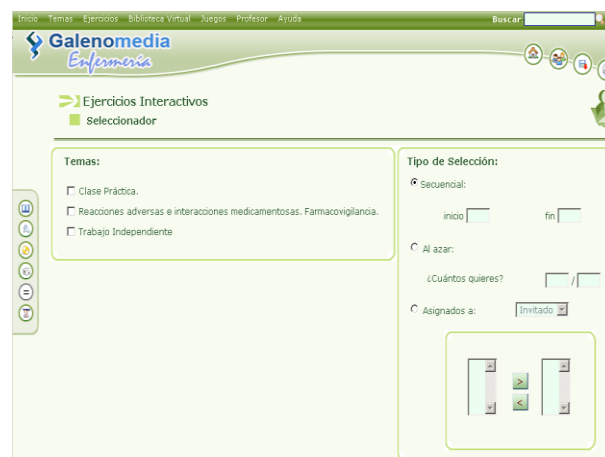 Inicio Temas Ejercicios Biblioteca Virtual Juegos Profesor Ayuda Buscar
Galenomedia
Enfermería
Ejercicios Interactivos
Seleccionador
Temas:
Clase Práctica.
Reacciones adversas e interacciones medicamentosas. Farmacovigilancia.
Trabajo Independiente
Tipo de Selección:
Secuencial:
inicio fin
Al azar:
¿Cuántos quieres? /
Asignados a: Invitado
>
<